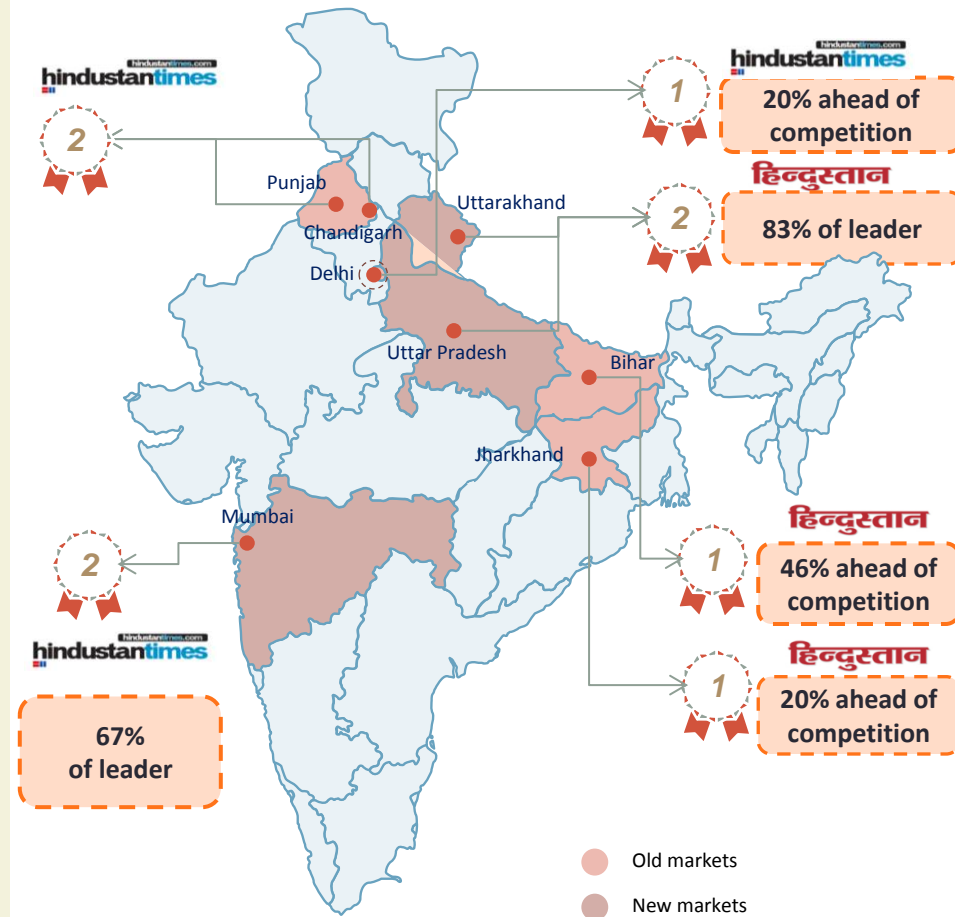 hindustantimes.com
hindustantimes
2
hindustantimes.com
hindustantimes
1
20% ahead of
competition
हिन्दुस्तान
2
83% of leader
Punjab
Chandigarh
Uttarakhand
Delhi
Uttar Pradesh
Bihar
Jharkhand
Mumbai
2
hindustantimes.com
hindustantimes
67%
of leader
हिन्दुस्तान
1
46% ahead of
competition
हिन्दुस्तान
1
20% ahead of
competition
Old markets
New markets